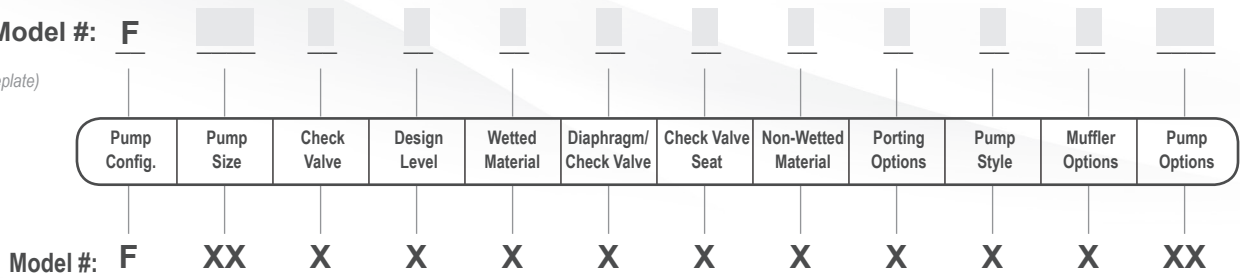 Model #: F
eplate)
Pump Config. Pump Size Check Valve Design Level Wetted Material Diaphragm/ Check Valve Check Valve Seat Non-Wetted Material Porting Options Pump Style Muffler Options Pump Options
Model #: F XX X X X X X X X X X XX